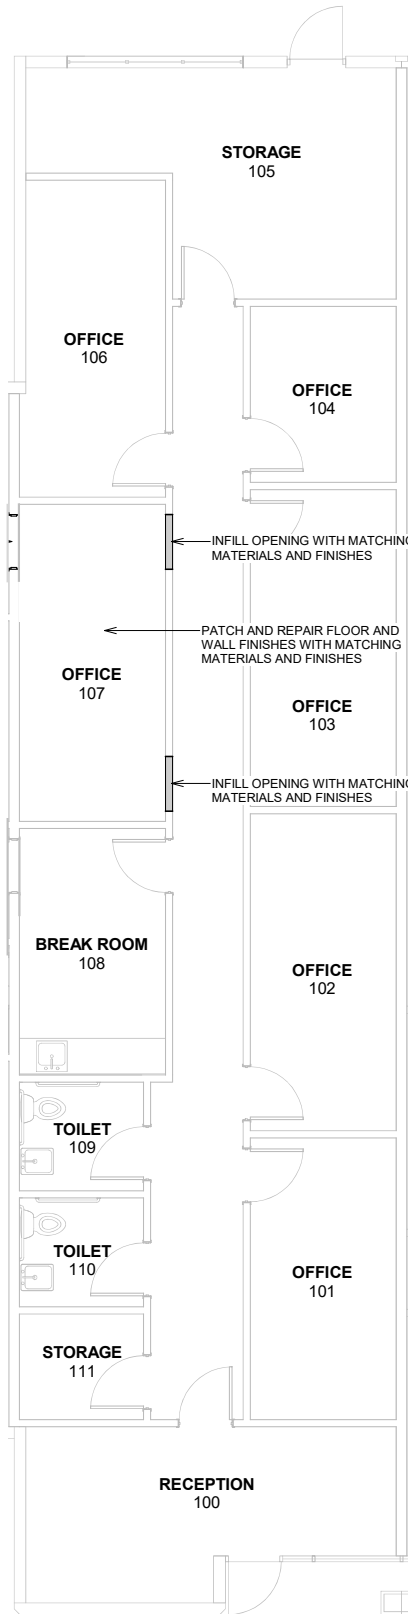 STORAGE
105
OFFICE
106
OFFICE
104
INFILL OPENING WITH MATCHING
MATERIALS AND FINISHES
PATCH AND REPAIR FLOOR AND
WALL FINISHES WITH MATCHING
MATERIALS AND FINISHES
OFFICE
107
OFFICE
103
INFILL OPENING WITH MATCHING
MATERIALS AND FINISHES
BREAK ROOM
108
OFFICE
102
TOILET
109
TOILET
110
OFFICE
101
STORAGE
111
RECEPTION
100